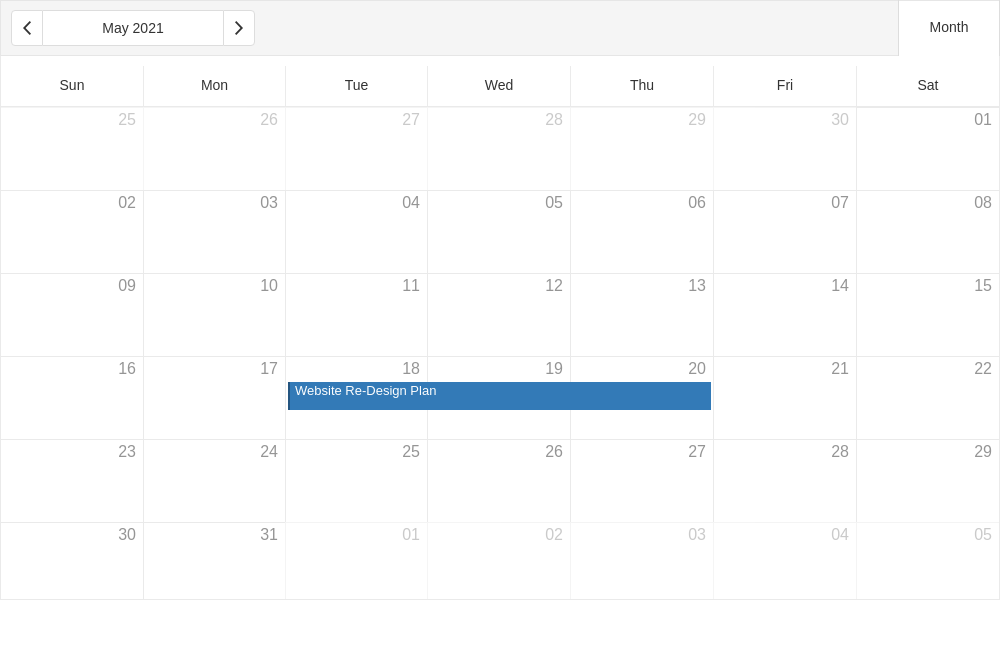 May 2021 Month
Sun Mon Tue Wed Thu Fri Sat
25 26 27 28 29 30 01
02 03 04 05 06 07 08
09 10 11 12 13 14 15
16 17 18 19 20 21 22
Website Re-Design Plan
23 24 25 26 27 28 29
30 31 01 02 03 04 05